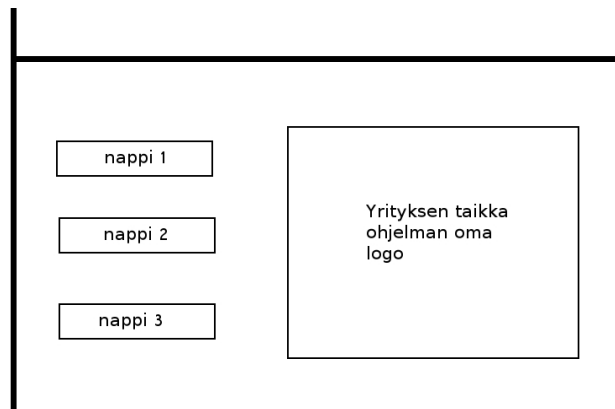 nappi 1
nappi 2
nappi 3
Yrityksen taikka
ohjelman oma
logo